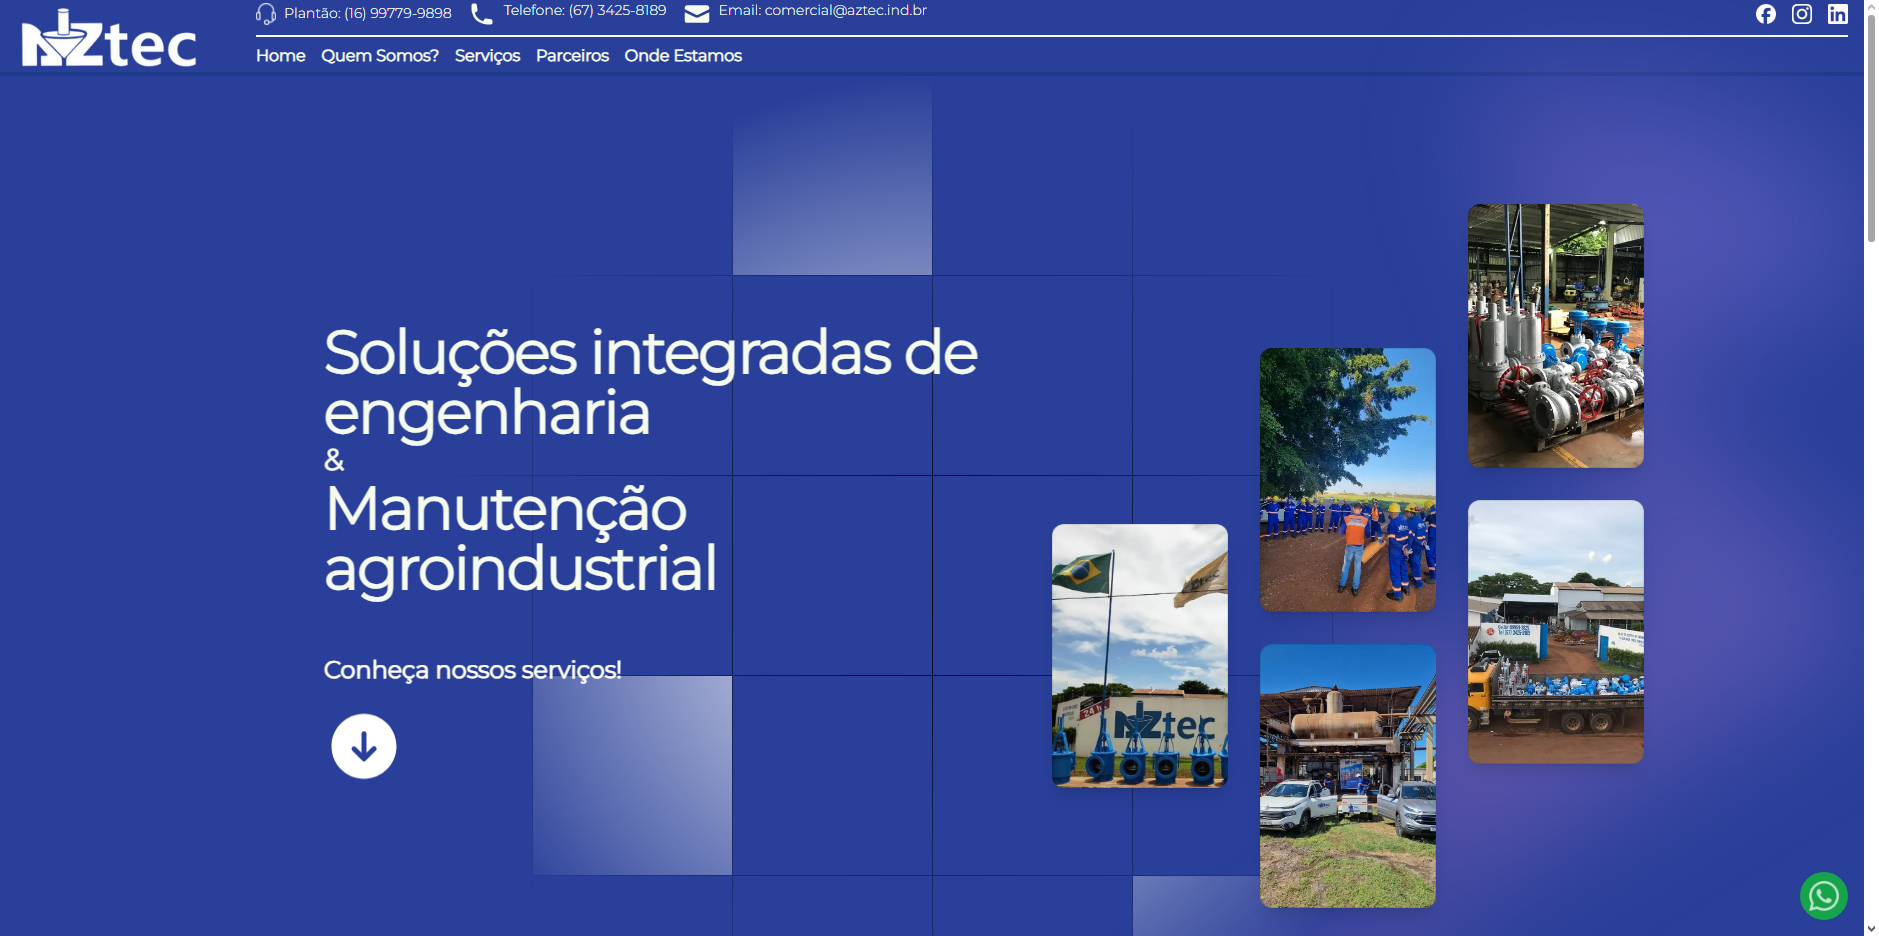 AZtec
Plantão: (16) 99779-9898
Telefone: (67) 3425-8189
Email: comercial@aztec.ind.br
Home
Quem Somos?
Serviços
Parceiros
Onde Estamos
Soluções integradas de
engenharia
&
Manutenção
agroindustrial
Conheça nossos serviços!
24 h
AZtec